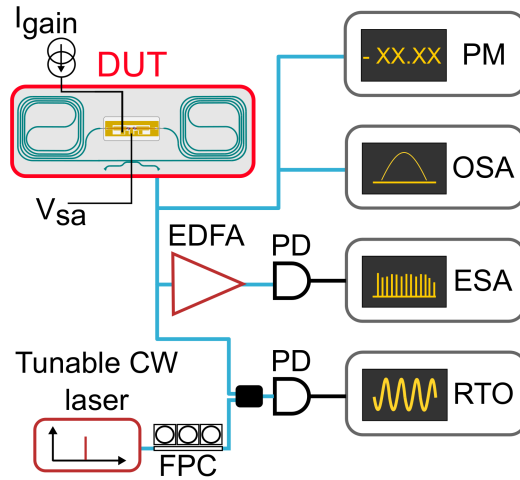 Igain
DUT
- XX.XX
PM
OSA
Vsa
EDFA
PD
ESA
PD
RTO
Tunable CW
laser
FPC